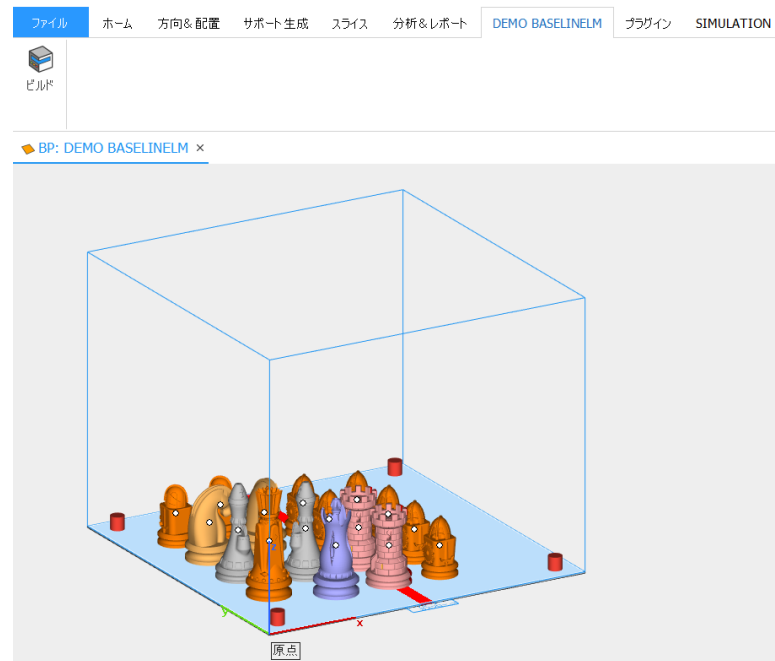 ファイル ホーム 方向&配置 サポート生成 スライス 分析&レポート DEMO BASELINELM プラグイン SIMULATION
ビルド
BP: DEMO BASELINELM ×
z
y
x
原点